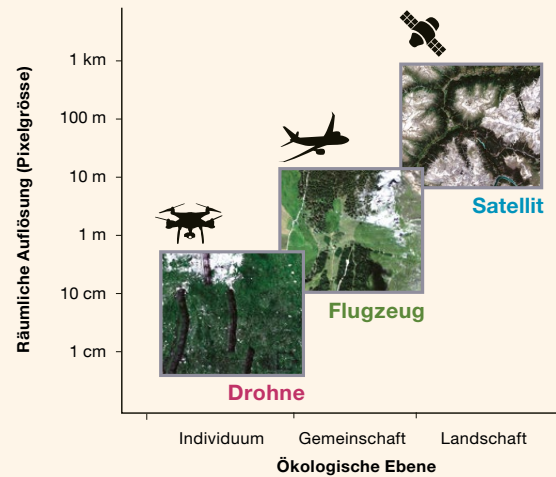 Räumliche Auflösung (Pixelgrösse)
1 km
100 m
10 m
1 m
10 cm
1 cm
Satellit
Flugzeug
Drohne
Individuum
Gemeinschaft
Landschaft
Ökologische Ebene